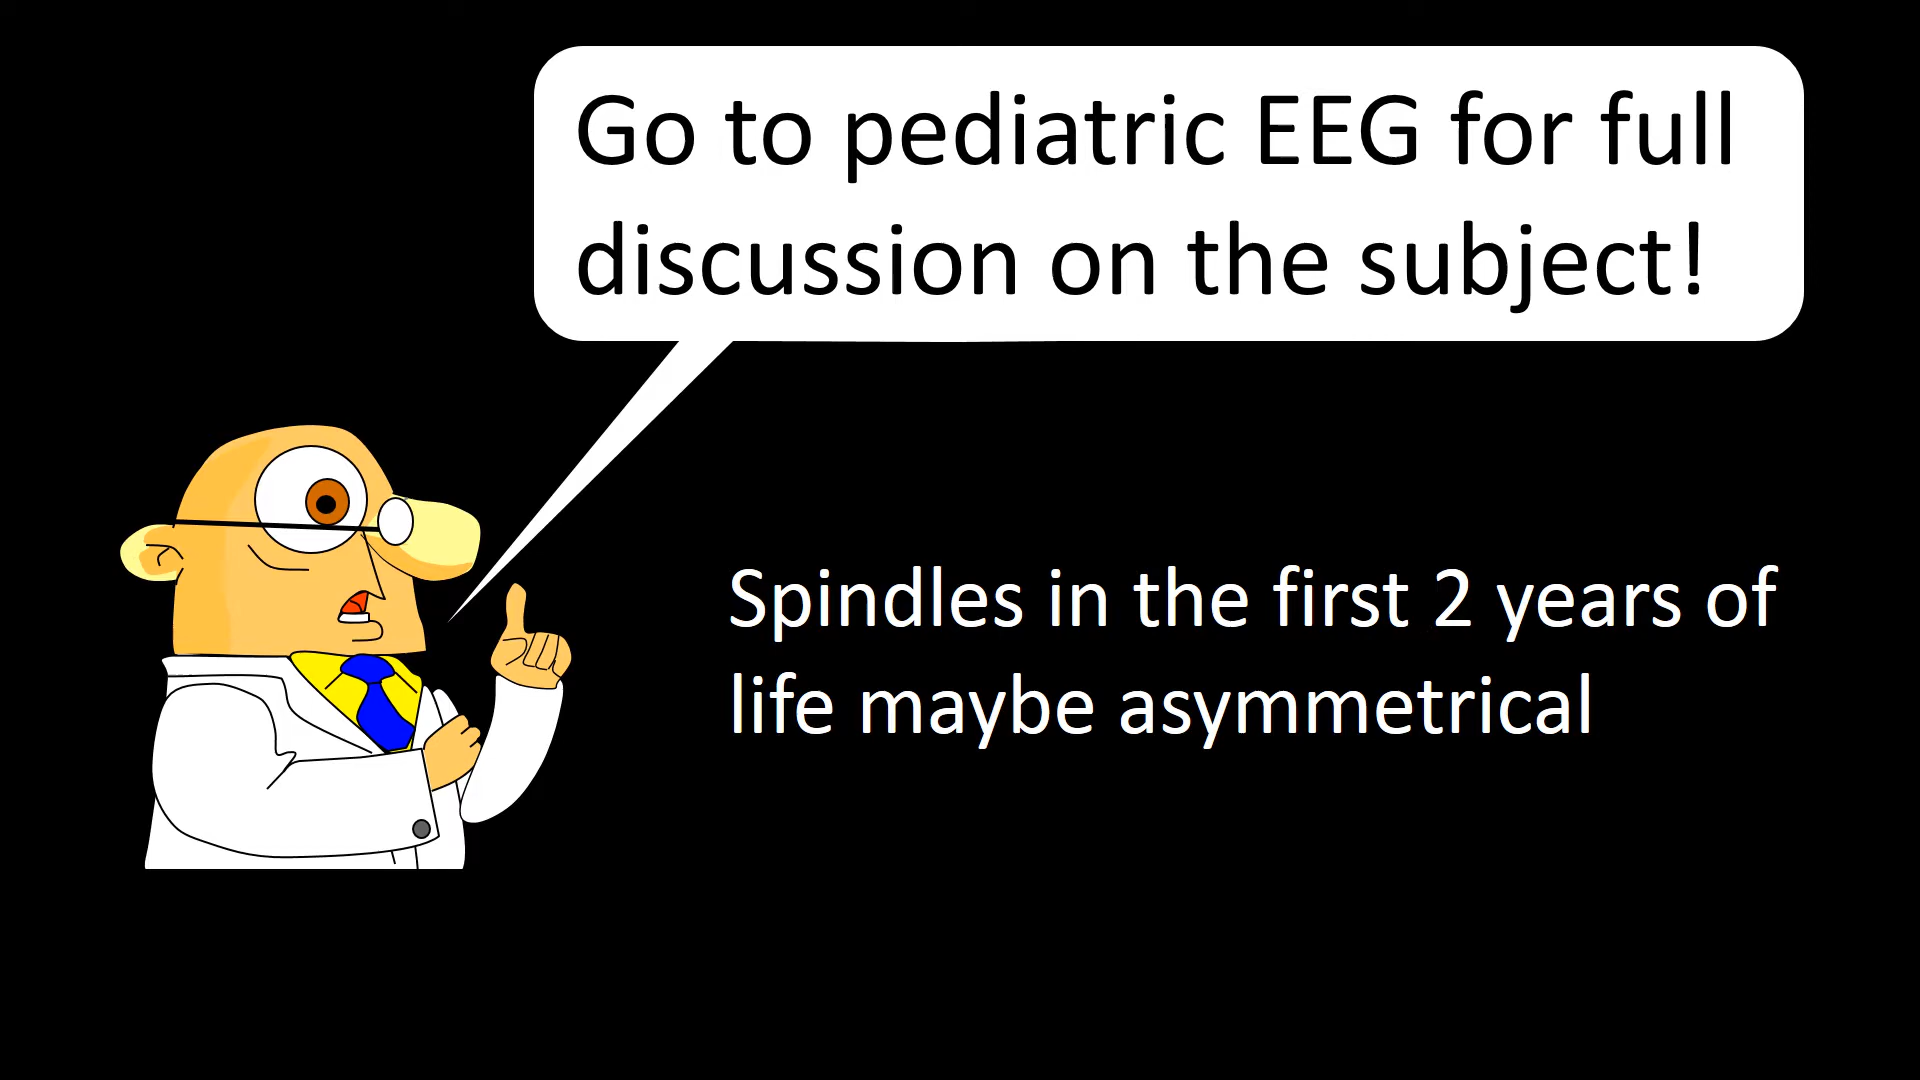 Go to pediatric EEG for full
discussion on the subject!
Spindles in the first 2 years of
life maybe asymmetrical